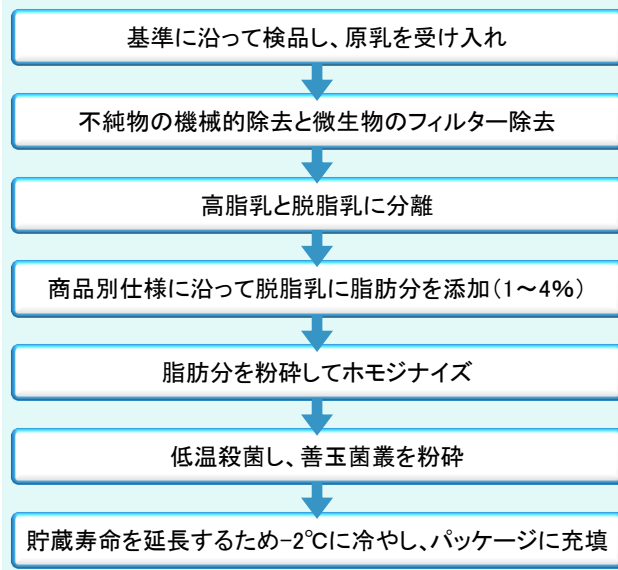 基準に沿って検品し、原乳を受け入れ
不純物の機械的除去と微生物のフィルター除去
高脂乳と脱脂乳に分離
商品別仕様に沿って脱脂乳に脂肪分を添加（1～4%）
脂肪分を粉砕してホモジナイズ
低温殺菌し、善玉菌叢を粉砕
貯蔵寿命を延長するため-2℃に冷やし、パッケージに充填